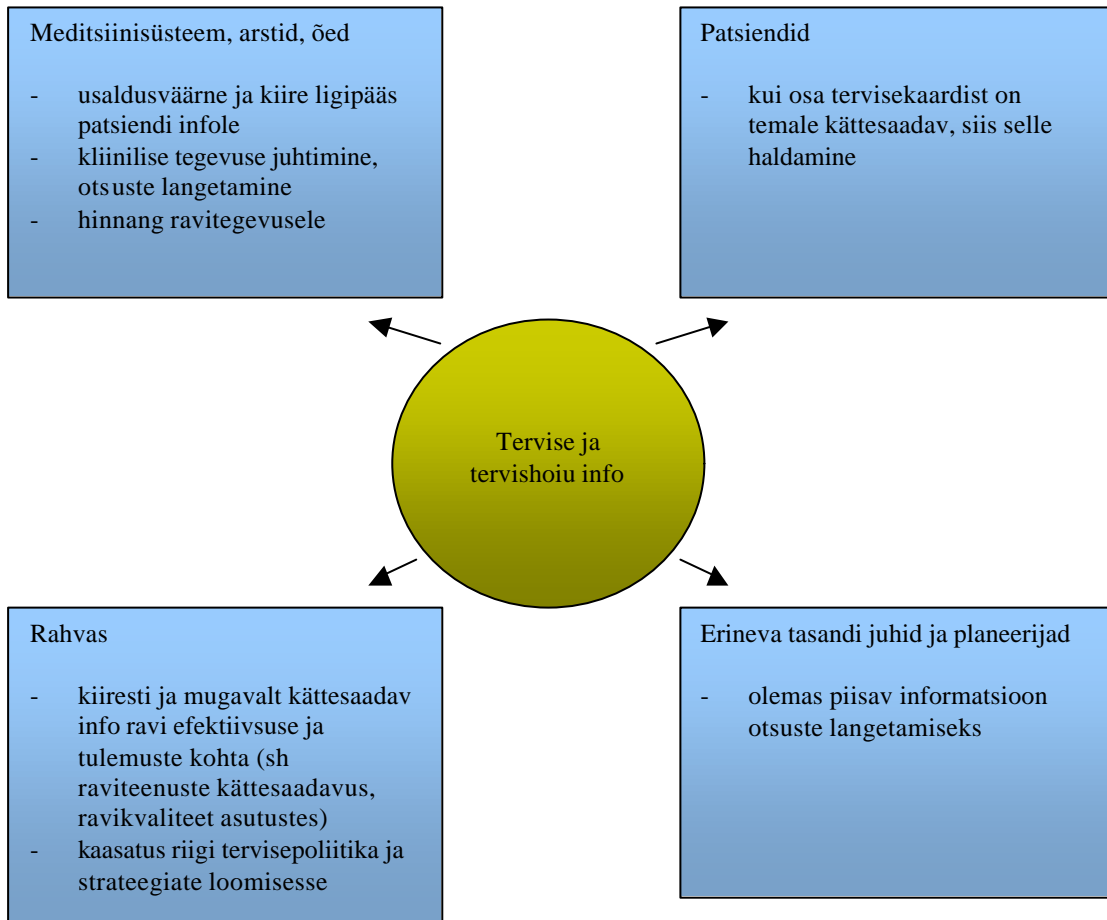 Meditsiinisüsteem, arstid, õed
- usaldusväärne ja kiire ligipääs
patsiendi infole
- kliinilise tegevuse juhtimine,
otsuste langetamine
- hinnang ravitegevusele
Patsiendid
- kui osa tervisekaardist on
temale kättesaadav, siis selle
haldamine
Tervise ja
tervishoiu info
Rahvas
- kiiresti ja mugavalt kättesaadav
info ravi efektiivsuse ja
tulemuste kohta (sh
raviteenuste kättesaadavus,
ravikvaliteet asutustes)
- kaasatus riigi tervisepoliitika ja
strateegiate loomisesse
Erineva tasandi juhid ja planeerijad
- olemas piisav informatsioon
otsuste langetamiseks